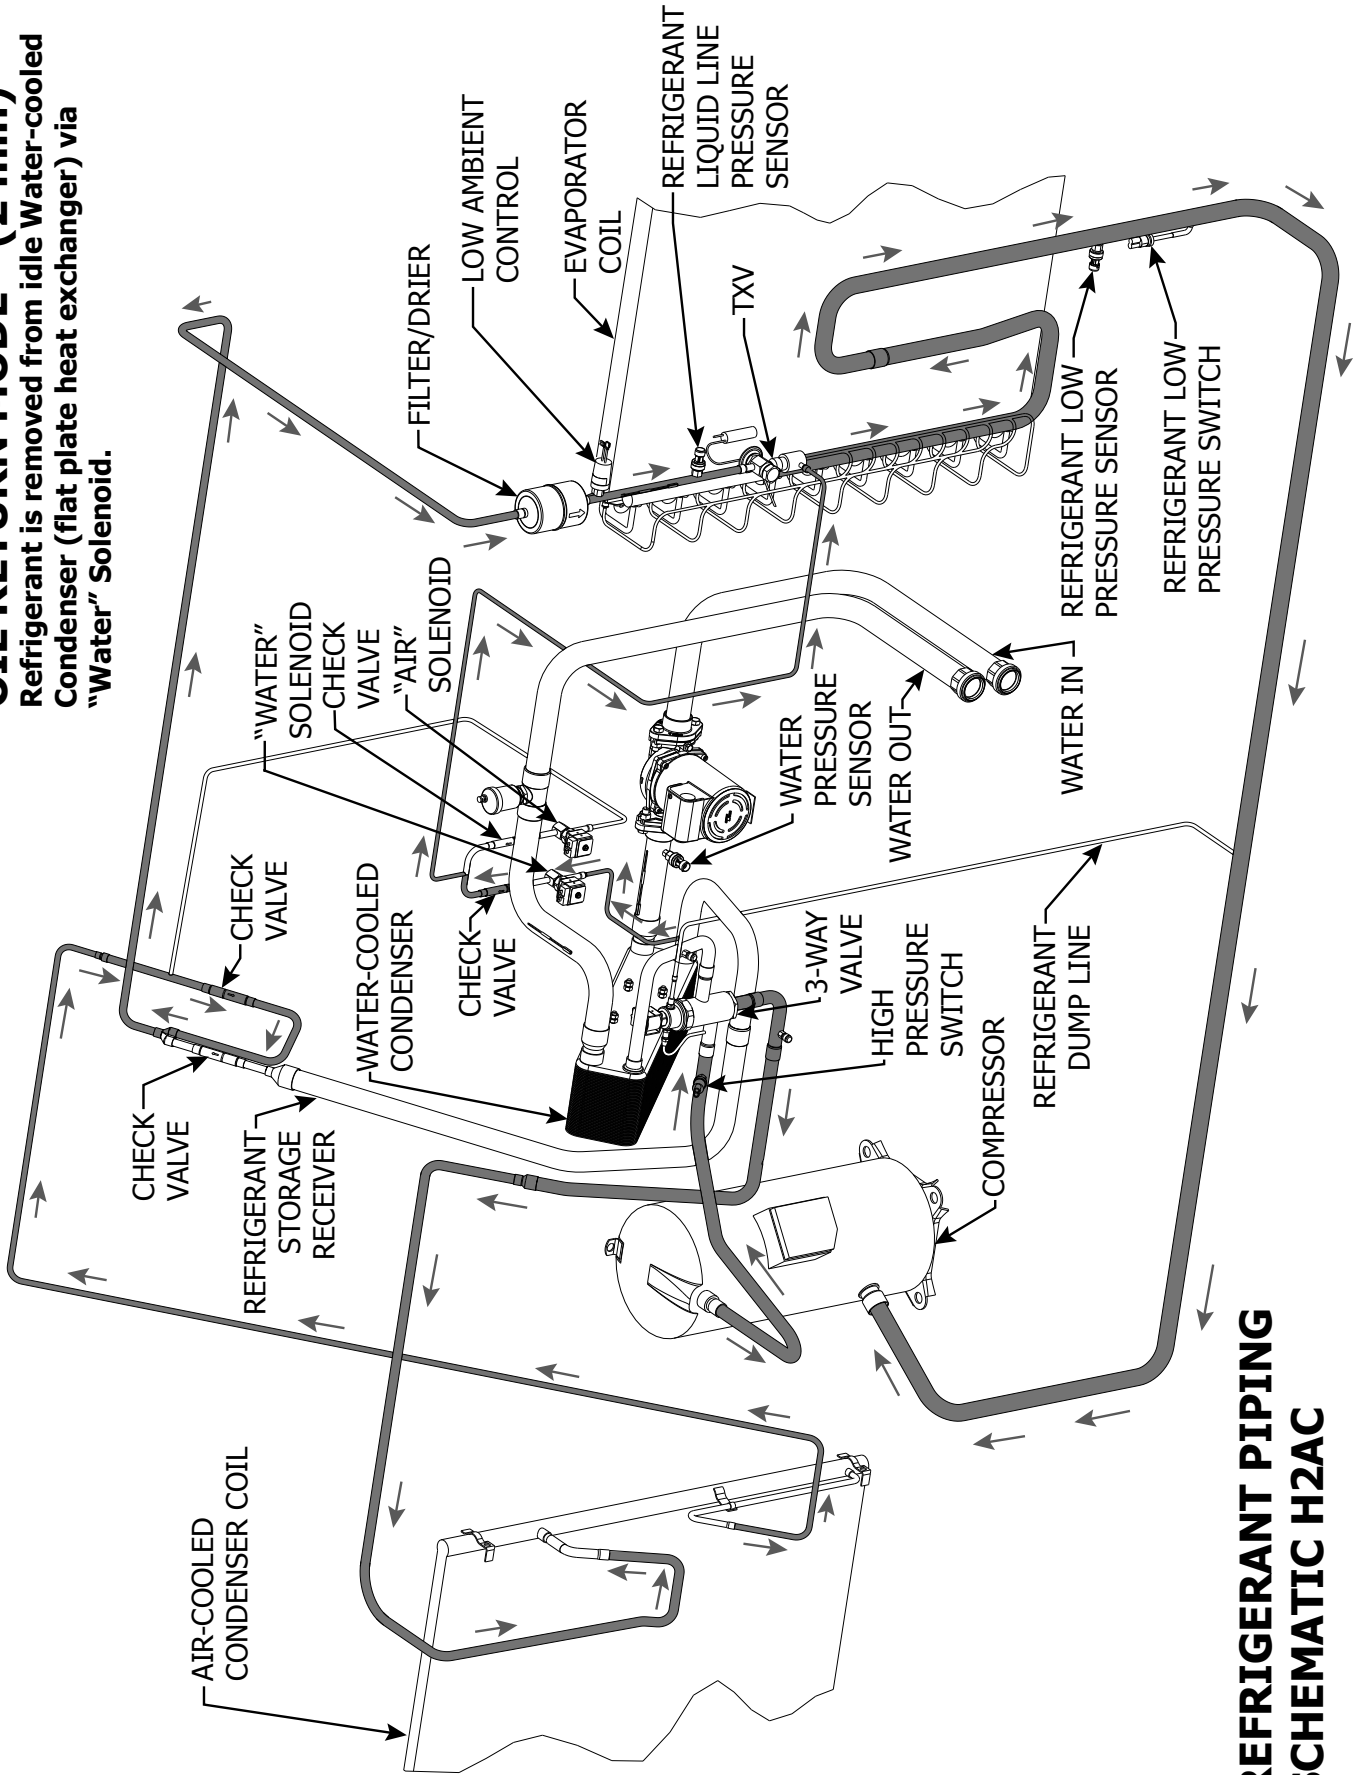 OIL RETURN MODE
Refrigerant is removed from idle Water-cooled
Condenser (flat plate heat exchanger) via
“Water” Solenoid.
AIR-COOLED
CONDENSER COIL
CHECK
VALVE
REFRIGERANT
STORAGE
RECEIVER
CHECK
VALVE
WATER-COOLED
CONDENSER
“WATER”
SOLENOID
CHECK
VALVE
“AIR”
SOLENOID
CHECK
VALVE
FILTER/DRIER
LOW AMBIENT
CONTROL
EVAPORATOR
COIL
REFRIGERANT
LIQUID LINE
PRESSURE
SENSOR
TXV
WATER
PRESSURE
SENSOR
WATER OUT
WATER IN
3-WAY
VALVE
HIGH
PRESSURE
SWITCH
COMPRESSOR
REFRIGERANT
DUMP LINE
REFRIGERANT LOW
PRESSURE SENSOR
REFRIGERANT LOW
PRESSURE SWITCH
REFRIGERANT PIPING
SCHEMATIC H2AC